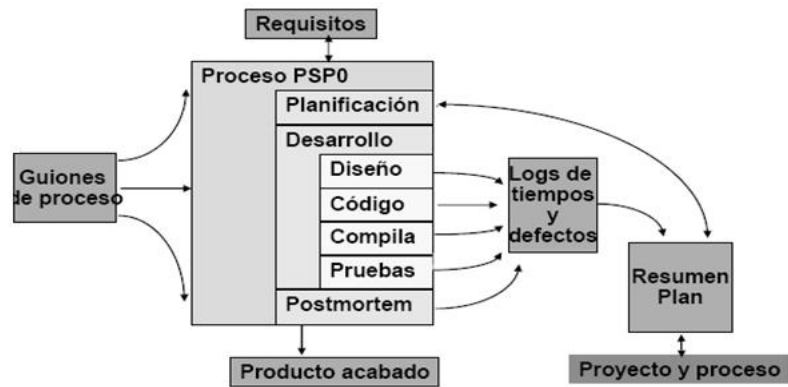 Requisitos
Proceso PSP0
Planificación
Desarrollo
Diseño
Código
Compila
Pruebas
Postmortem
Guiones
de proceso
Logs de
tiempos
y
defectos
Resumen
Plan
Producto acabado
Proyecto y proceso